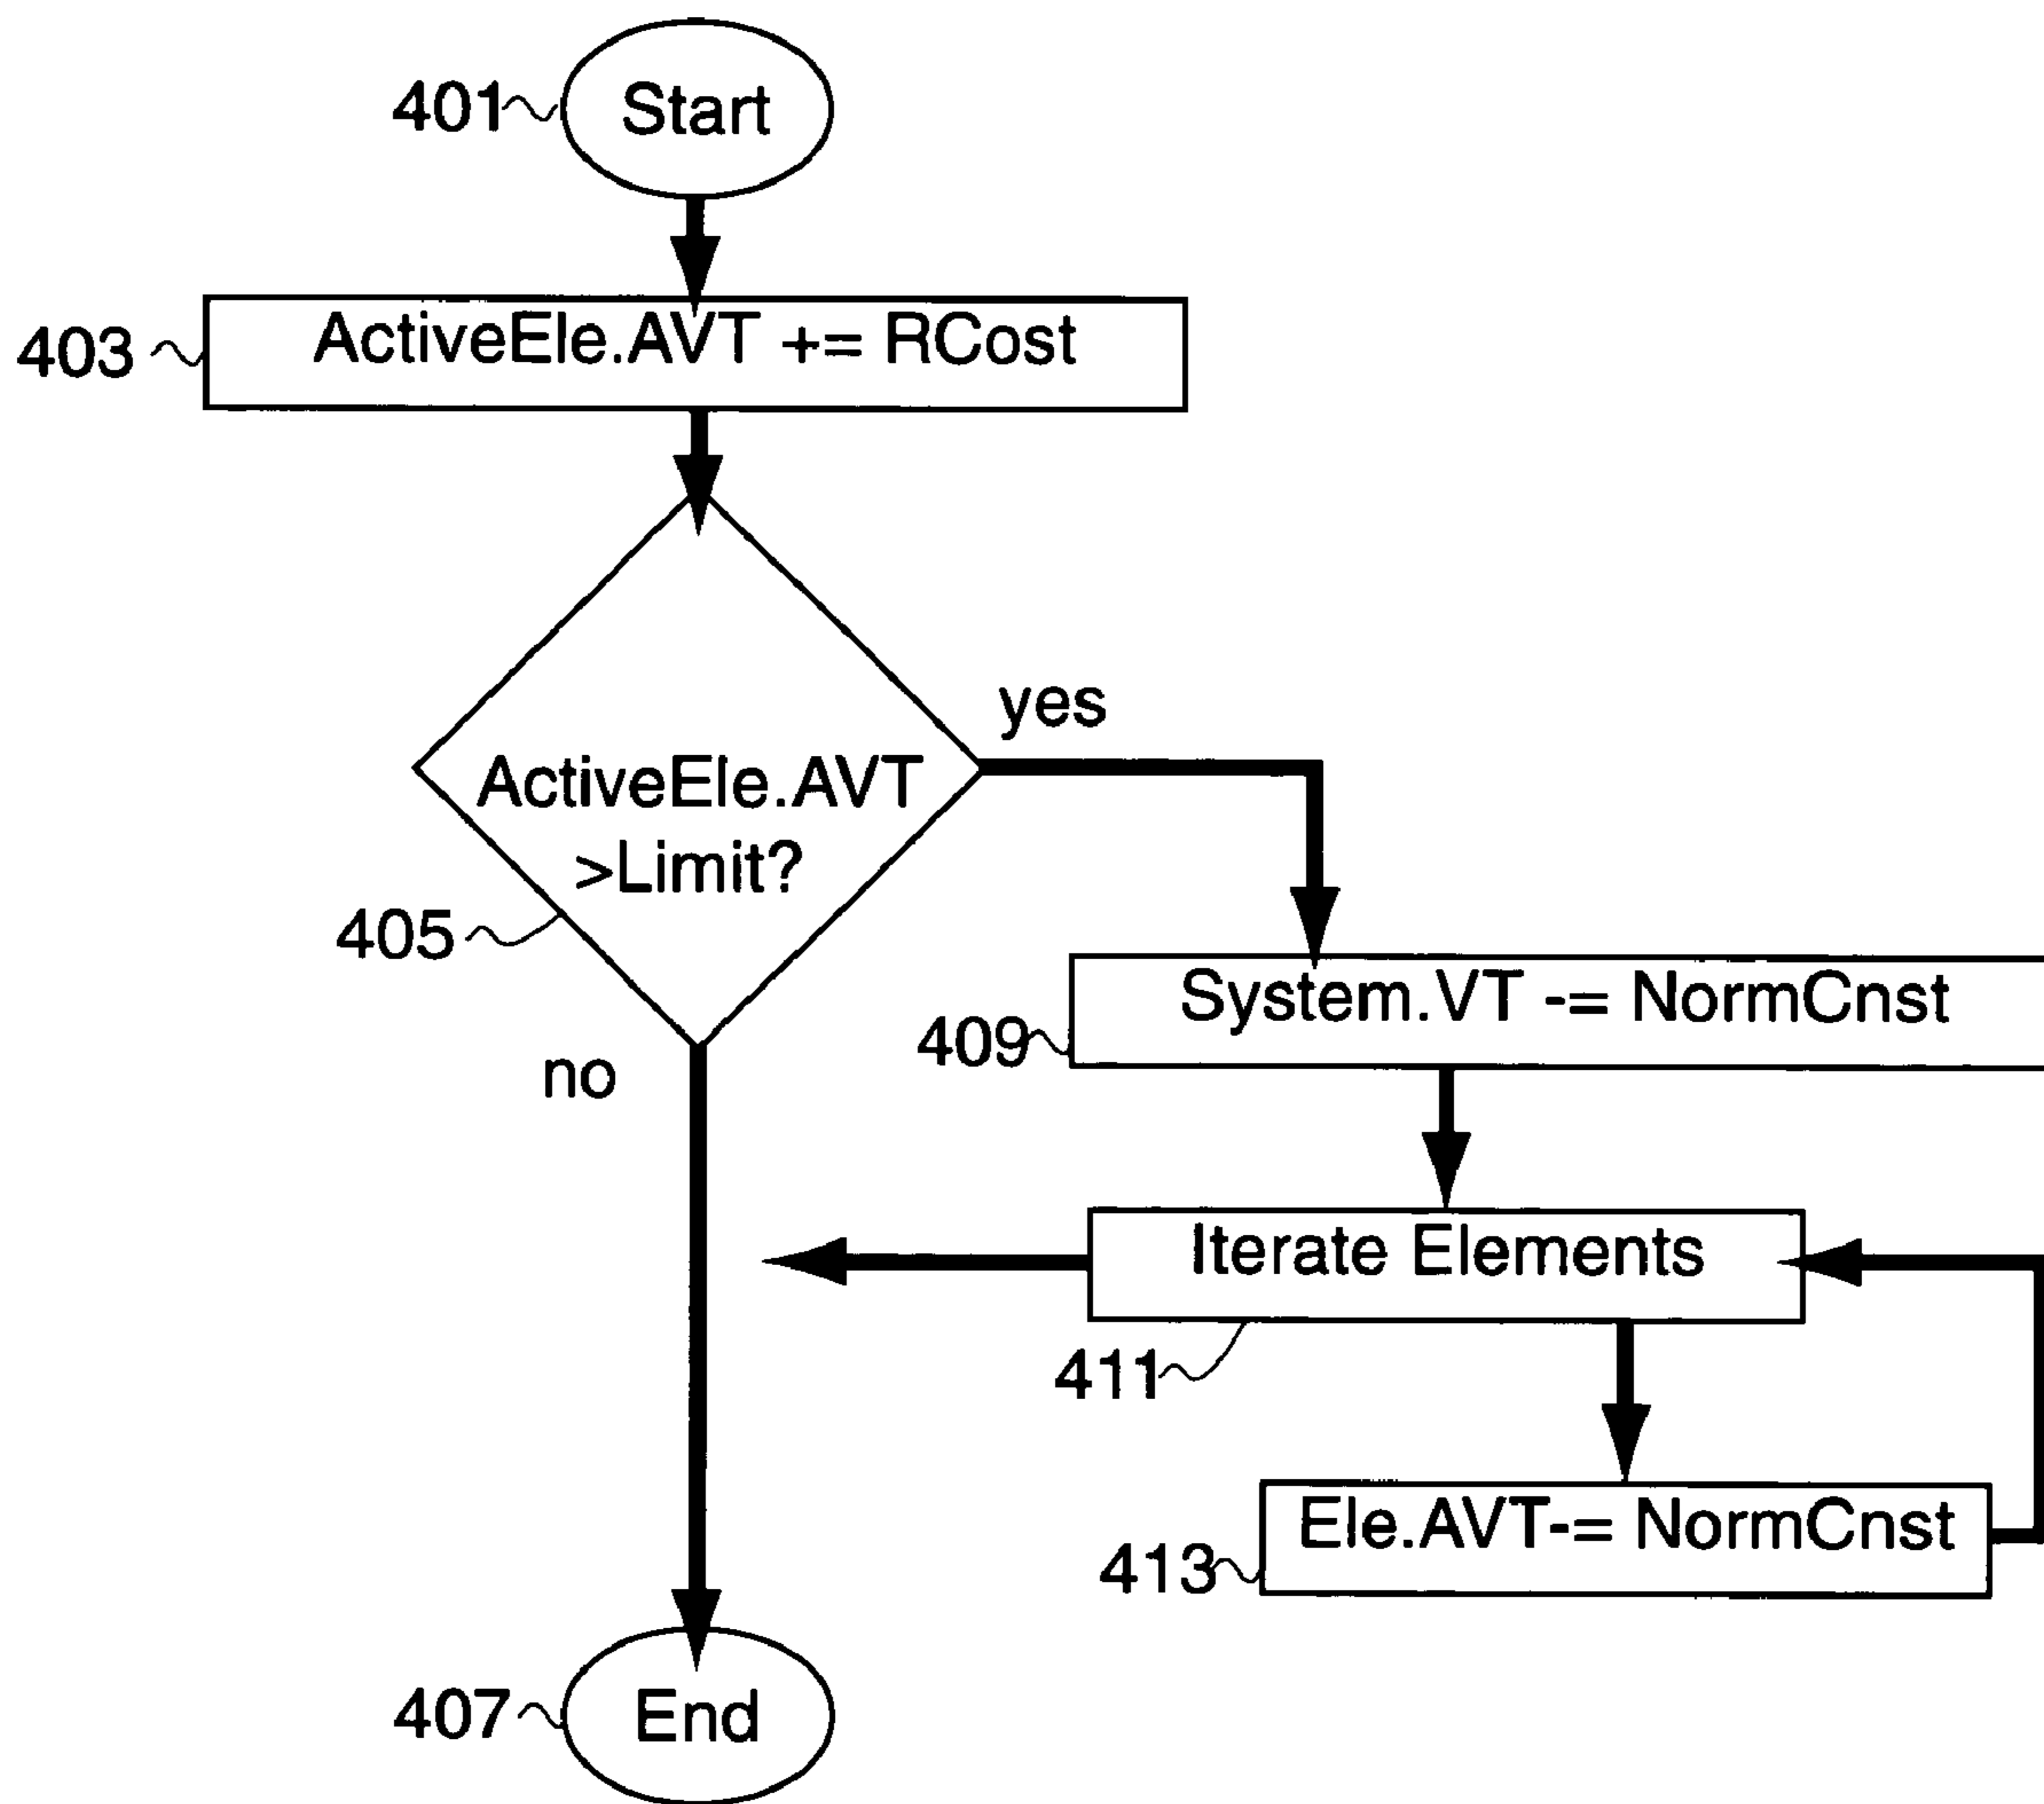 401
Start
403
ActiveEle.AVT += RCost
yes
ActiveEle.AVT
>Limit?
405
System.VT -= NormCnst
409
no
Iterate Elements
411
Ele.AVT-= NormCnst
413
407
End